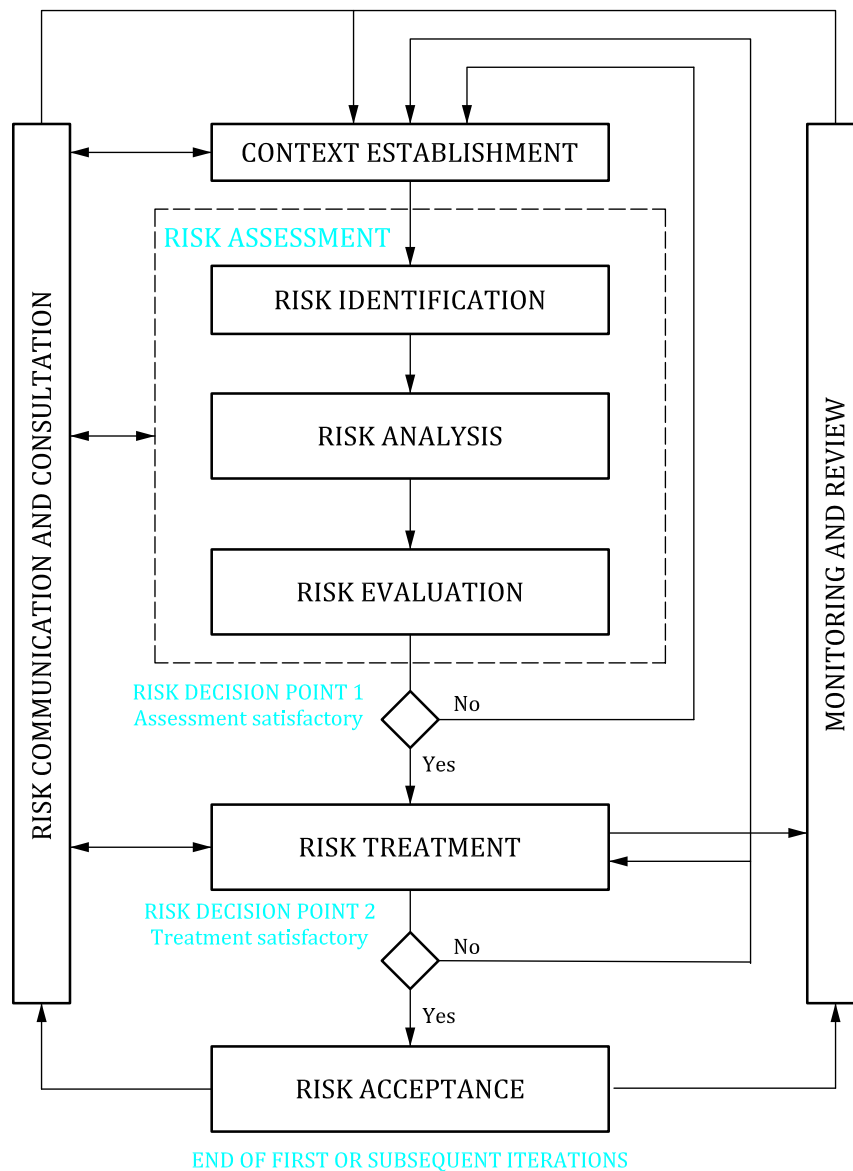 CONTEXT ESTABLISHMENT
RISK ASSESSMENT
RISK IDENTIFICATION
RISK COMMUNICATION AND CONSULTATION
MONITORING AND REVIEW
RISK ANALYSIS
RISK EVALUATION
RISK DECISION POINT 1
Assessment satisfactory
No
Yes
RISK TREATMENT
RISK DECISION POINT 2
Treatment satisfactory
No
Yes
RISK ACCEPTANCE
END OF FIRST OR SUBSEQUENT ITERATIONS